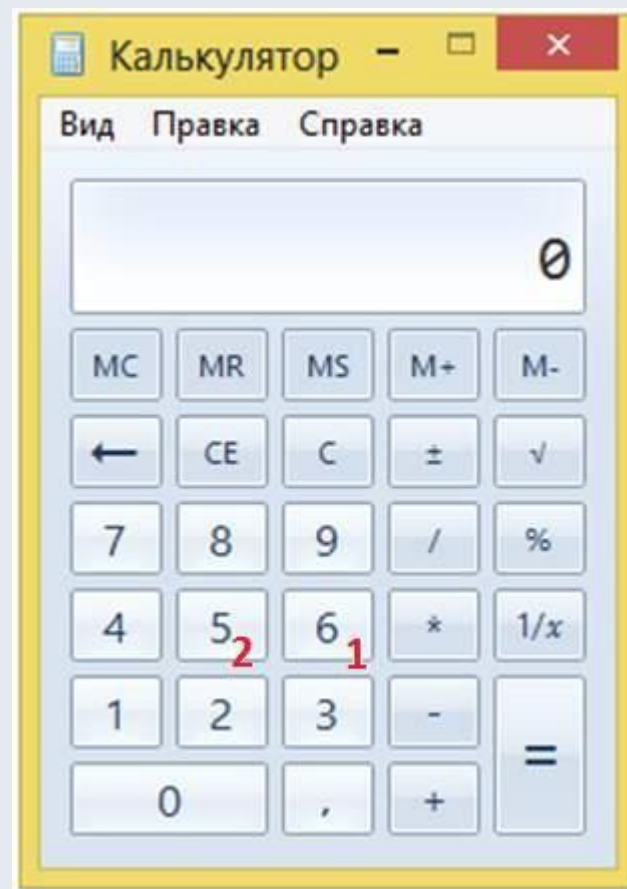 Калькулятор
Вид Правка Справка
0
MC MR MS M+ M-
← CE C ± √
7 8 9 / %
4 5 2 6 1 * 1/x
1 2 3 - =
0 , +